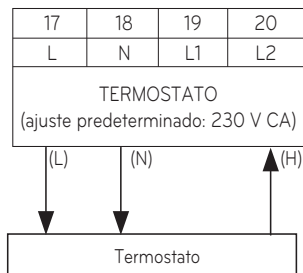 17 18 19 20
L N L1 L2
TERMOSTATO
(ajuste predeterminado: 230 V CA)
(L) (N) (H)
Termostato